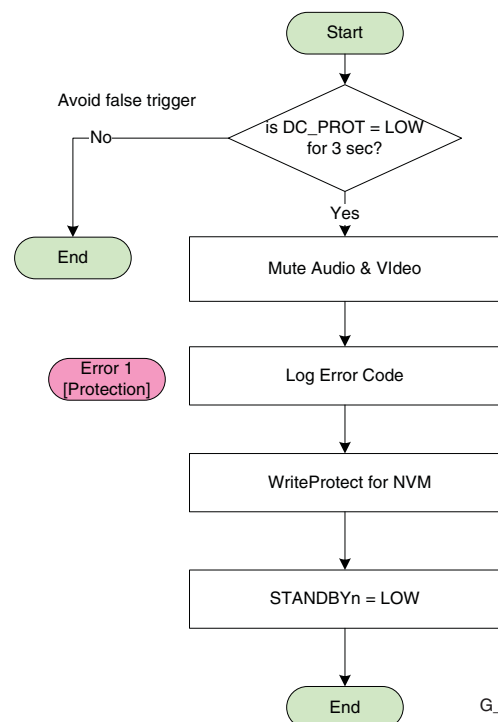 Start
Avoid false trigger
is DC_PROT = LOW
for 3 sec?
No
Yes
End
Mute Audio & VIdeo
Error 1
[Protection]
Log Error Code
WriteProtect for NVM
STANDBYn = LOW
End
G_